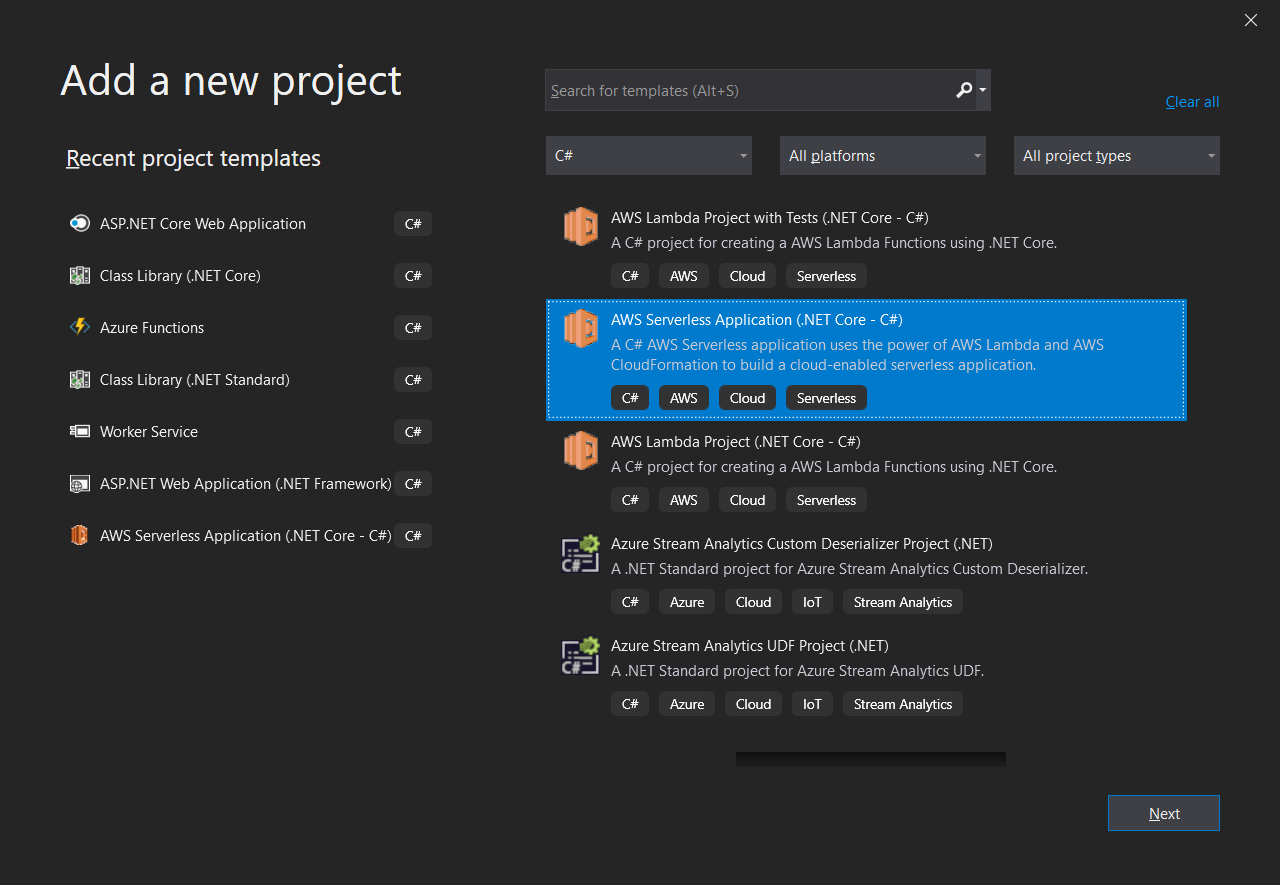 Add a new project
Search for templates (Alt+S)
Clear all
C#
All platforms
All project types
Recent project templates
ASP.NET Core Web Application C#
Class Library (.NET Core) C#
Azure Functions C#
Class Library (.NET Standard) C#
Worker Service C#
ASP.NET Web Application (.NET Framework) C#
AWS Serverless Application (.NET Core - C#) C#
AWS Lambda Project with Tests (.NET Core - C#)
A C# project for creating a AWS Lambda Functions using .NET Core.
C# AWS Cloud Serverless
AWS Serverless Application (.NET Core - C#)
A C# AWS Serverless application uses the power of AWS Lambda and AWS
CloudFormation to build a cloud-enabled serverless application.
C# AWS Cloud Serverless
AWS Lambda Project (.NET Core - C#)
A C# project for creating a AWS Lambda Functions using .NET Core.
C# AWS Cloud Serverless
Azure Stream Analytics Custom Deserializer Project (.NET)
A .NET Standard project for Azure Stream Analytics Custom Deserializer.
C# Azure Cloud IoT Stream Analytics
Azure Stream Analytics UDF Project (.NET)
A .NET Standard project for Azure Stream Analytics UDF.
C# Azure Cloud IoT Stream Analytics
Next